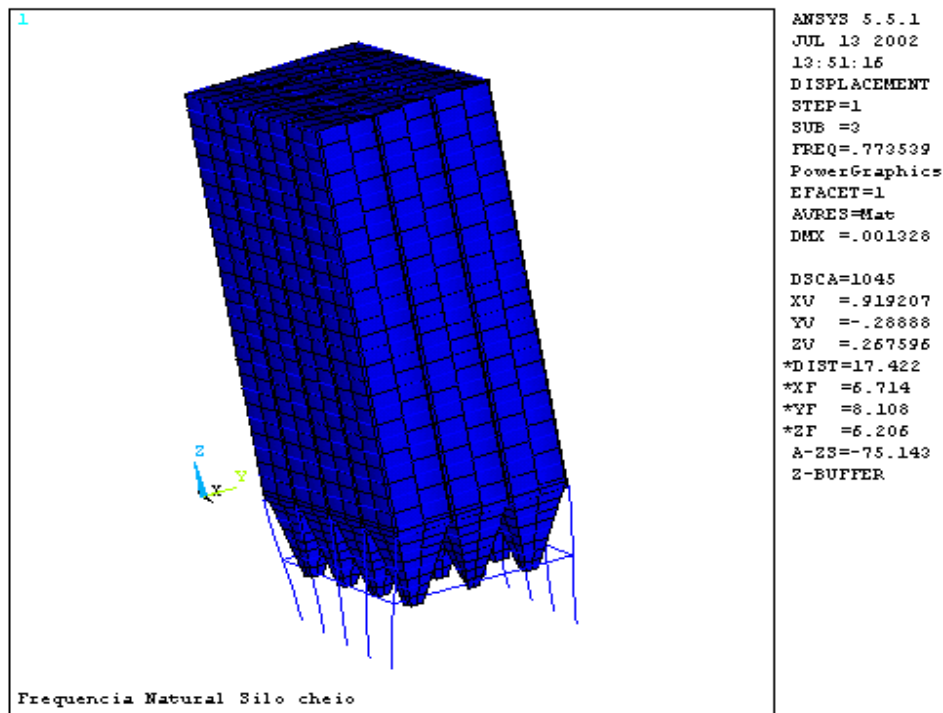 1
ANSYS 5.5.1
JUL 13 2002
13:51:16
DISPLACEMENT
STEP=1
SUB =3
FREQ=.773539
PowerGraphics
EFACET=1
AVRES=Mat
DMX =.001328
DSCA=1045
XV =.919207
YV =-.28888
ZV =.267596
*DIST=17.422
*XF =6.714
*YF =8.108
*ZF =6.206
A-ZS=-75.143
Z-BUFFER
Z
X
Y
Frequencia Natural Silo cheio